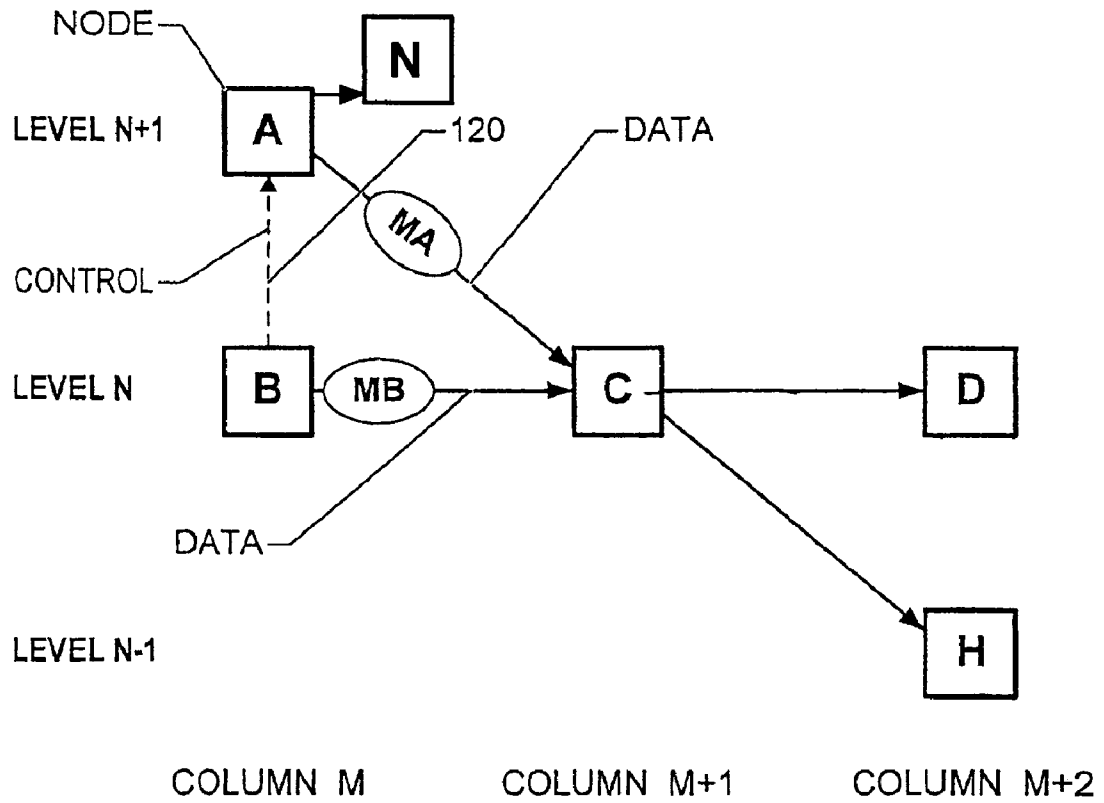 NODE
N
LEVEL N+1
A
120
DATA
MA
CONTROL
LEVEL N
B
MB
C
D
DATA
LEVEL N-1
H
COLUMN M
COLUMN M+1
COLUMN M+2